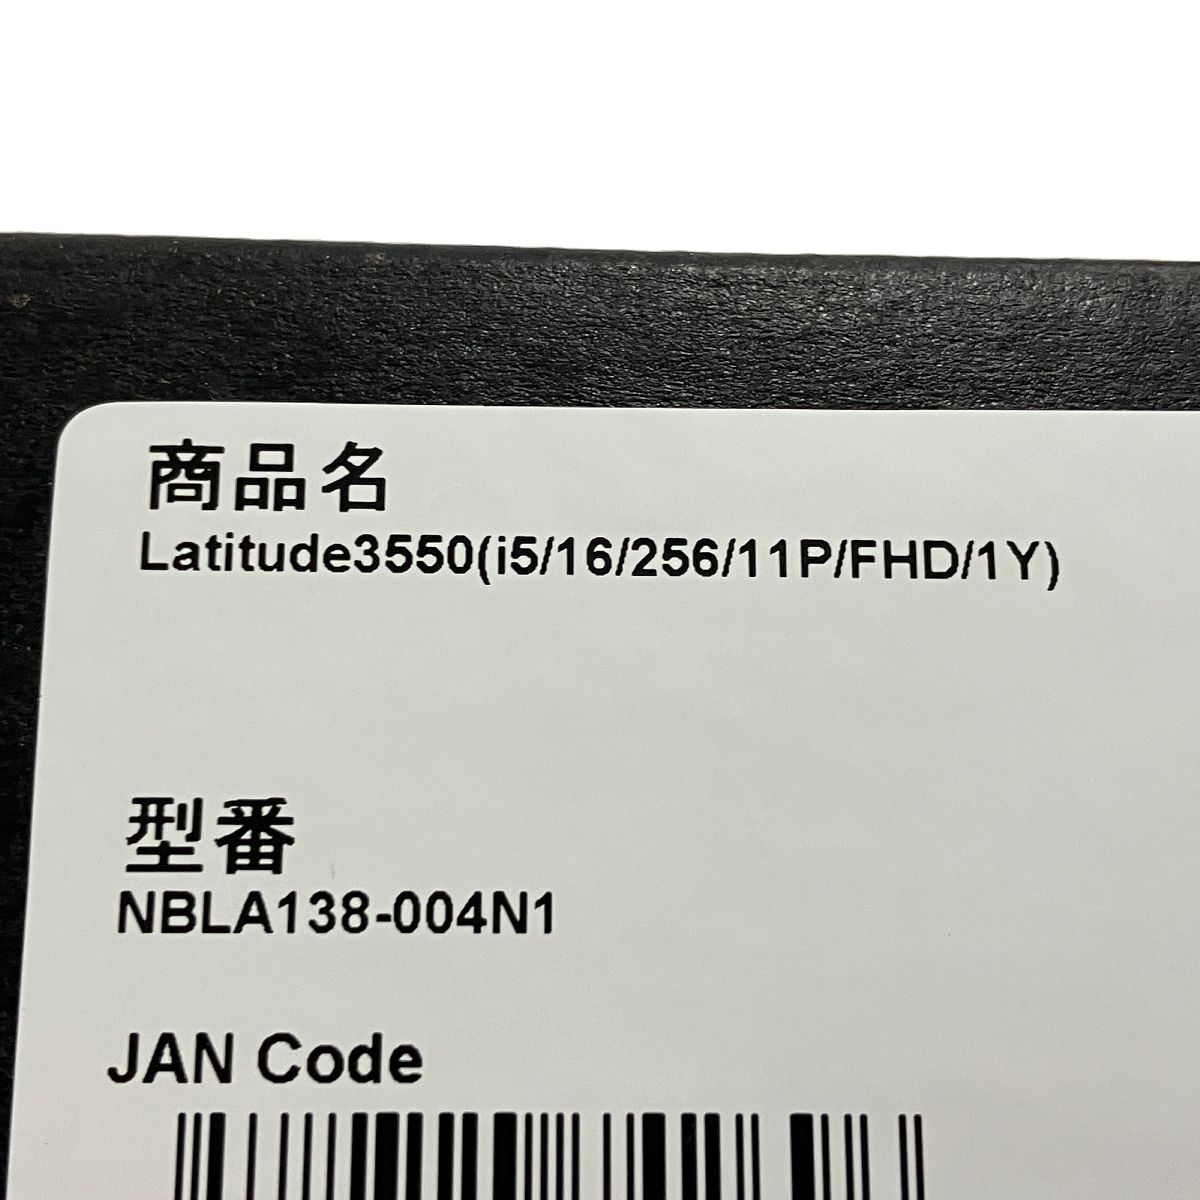 商品名
Latitude3550(i5/16/256/11P/FHD/1Y)
型番
NBLA138-004N1
JAN Code